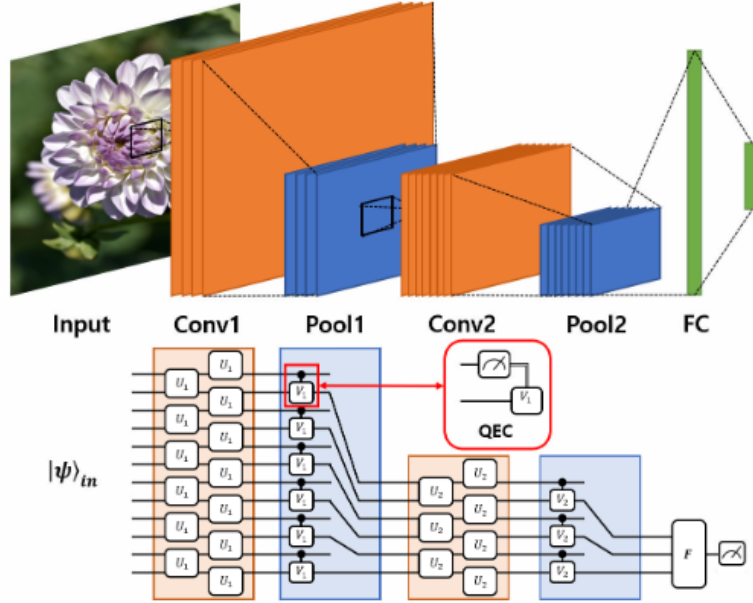 Input Conv1 Pool1 Conv2 Pool2 FC
U₁
U₁ V₁ V₁
U₁
U₁ V₁ QEC
U₁
U₁ V₁
|ψ⟩in U₁ U₂
U₁ V₁ U₂ V₂
U₁ U₂
U₁ V₁ U₂ V₂
U₁ U₂ F
U₁ V₁ U₂ V₂
U₁ U₂